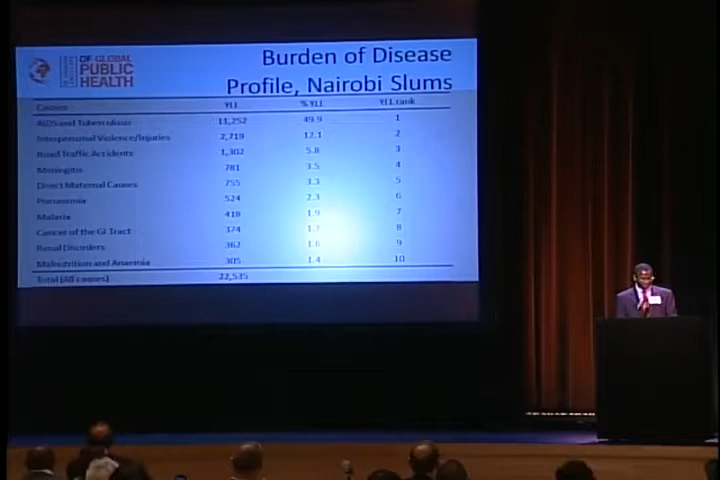 OF GLOBAL
PUBLIC
HEALTH
Burden of Disease
Profile, Nairobi Slums
Causes YLL % YLL YLL rank
AIDS and Tuberculosis 11,252 49.9 1
Interpersonal Violence/Injuries 2,719 12.1 2
Road Traffic Accidents 1,302 5.8 3
Meningitis 781 3.5 4
Direct Maternal Causes 755 3.3 5
Pneumonia 524 2.3 6
Malaria 418 1.9 7
Cancer of the GI Tract 374 1.7 8
Renal Disorders 362 1.6 9
Malnutrition and Anaemia 305 1.4 10
Total (All causes) 22,535